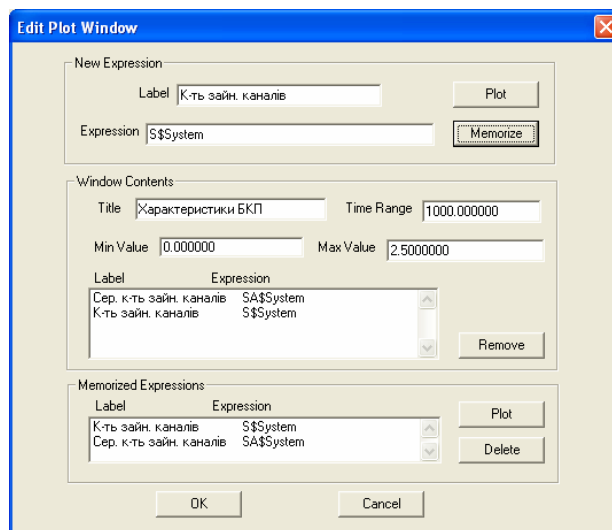 Edit Plot Window
New Expression
Label К-ть зайн. каналів Plot
Expression S$System Memorize
Window Contents
Title Характеристики БКП Time Range 1000.000000
Min Value 0.000000 Max Value 2.5000000
Label Expression
Сер. к-ть зайн. каналів SA$System
К-ть зайн. каналів S$System
Remove
Memorized Expressions
Label Expression Plot
К-ть зайн. каналів S$System
Сер. к-ть зайн. каналів SA$System
Delete
OK Cancel